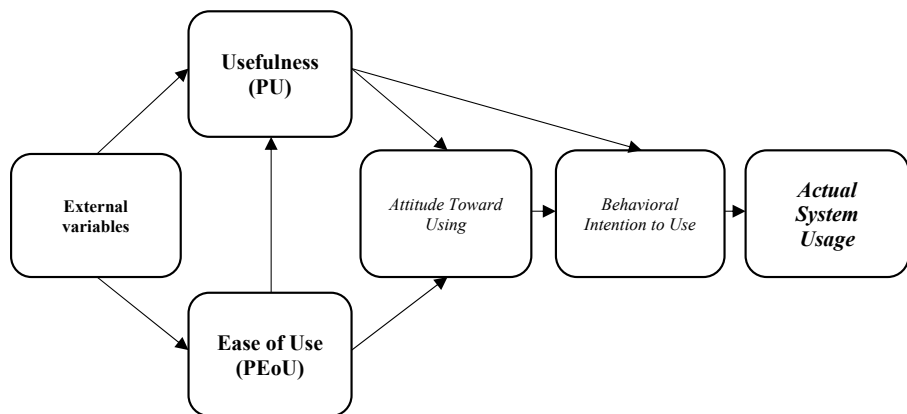 Usefulness
(PU)
External
variables
Ease of Use
(PEoU)
Attitude Toward
Using
Behavioral
Intention to Use
Actual
System
Usage